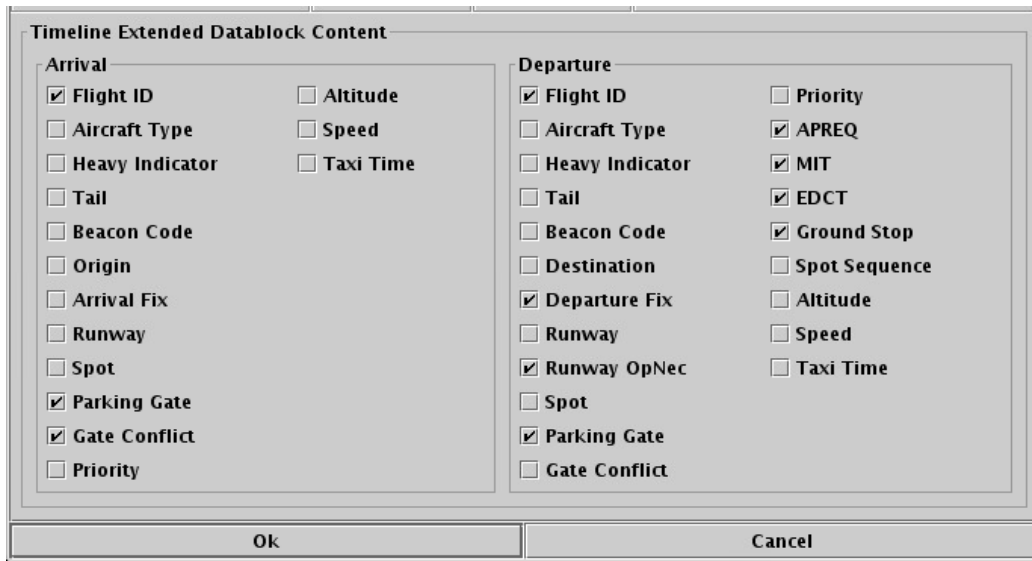 Timeline Extended Datablock Content
Arrival
Flight ID
Altitude
Aircraft Type
Speed
Heavy Indicator
Taxi Time
Tail
Beacon Code
Origin
Arrival Fix
Runway
Spot
Parking Gate
Gate Conflict
Priority
Departure
Flight ID
Priority
Aircraft Type
APREQ
Heavy Indicator
MIT
Tail
EDCT
Beacon Code
Ground Stop
Destination
Spot Sequence
Departure Fix
Altitude
Runway
Speed
Runway OpNec
Taxi Time
Spot
Parking Gate
Gate Conflict
Ok
Cancel